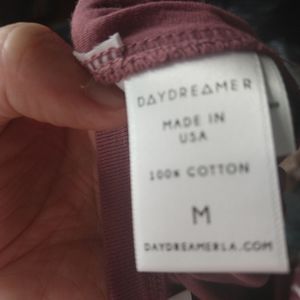 DAYDREAMER
MADE IN
USA
100% COTTON
M
DAYDREAMERLA.COM